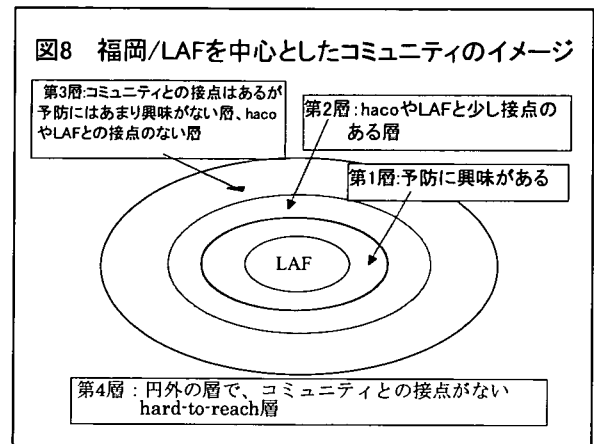 図8 福岡/LAFを中心としたコミュニティのイメージ
第3層:コミュニティとの接点はあるが
予防にはあまり興味がない層、haco
やLAFとの接点のない層
第2層:hacoやLAFと少し接点の
ある層
第1層:予防に興味がある
LAF
第4層:円外の層で、コミュニティとの接点がない
hard-to-reach層